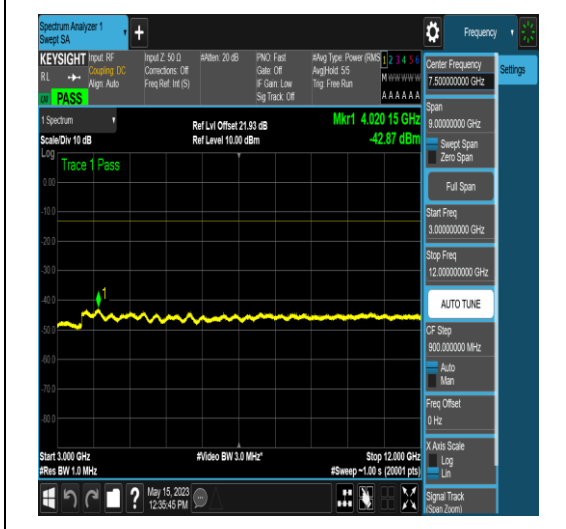 Spectrum Analyzer 1
Swept SA
+
Frequency
KEYSIGHT
RL
PASS
Input: RF
Coupling: DC
Align: Auto
Input Z: 50 Ω
Corrections: Off
Freq Ref: Int (S)
#Atten: 20 dB
PNO: Fast
Gate: Off
IF Gain: Low
Sig Track: Off
#Avg Type: Power (RMS
Avg|Hold: 5/5
Trig: Free Run
1 2 3 4 5 6
M W W W W W
A A A A A A
1 Spectrum
Scale/Div 10 dB
Ref Lvl Offset 21.93 dB
Ref Level 10.00 dBm
Mkr1 4.020 15 GHz
-42.87 dBm
Log
Trace 1 Pass
0.00
-10.0
-20.0
-30.0
-40.0
-50.0
-60.0
-70.0
-80.0
1
Start 3.000 GHz
#Res BW 1.0 MHz
#Video BW 3.0 MHz*
Stop 12.000 GHz
#Sweep ~1.00 s (20001 pts)
May 15, 2023
12:35:45 PM
Center Frequency
7.500000000 GHz
Settings
Span
9.00000000 GHz
Swept Span
Zero Span
Full Span
Start Freq
3.000000000 GHz
Stop Freq
12.000000000 GHz
AUTO TUNE
CF Step
900.000000 MHz
Auto
Man
Freq Offset
0 Hz
X Axis Scale
Log
Lin
Signal Track
(Span Zoom)